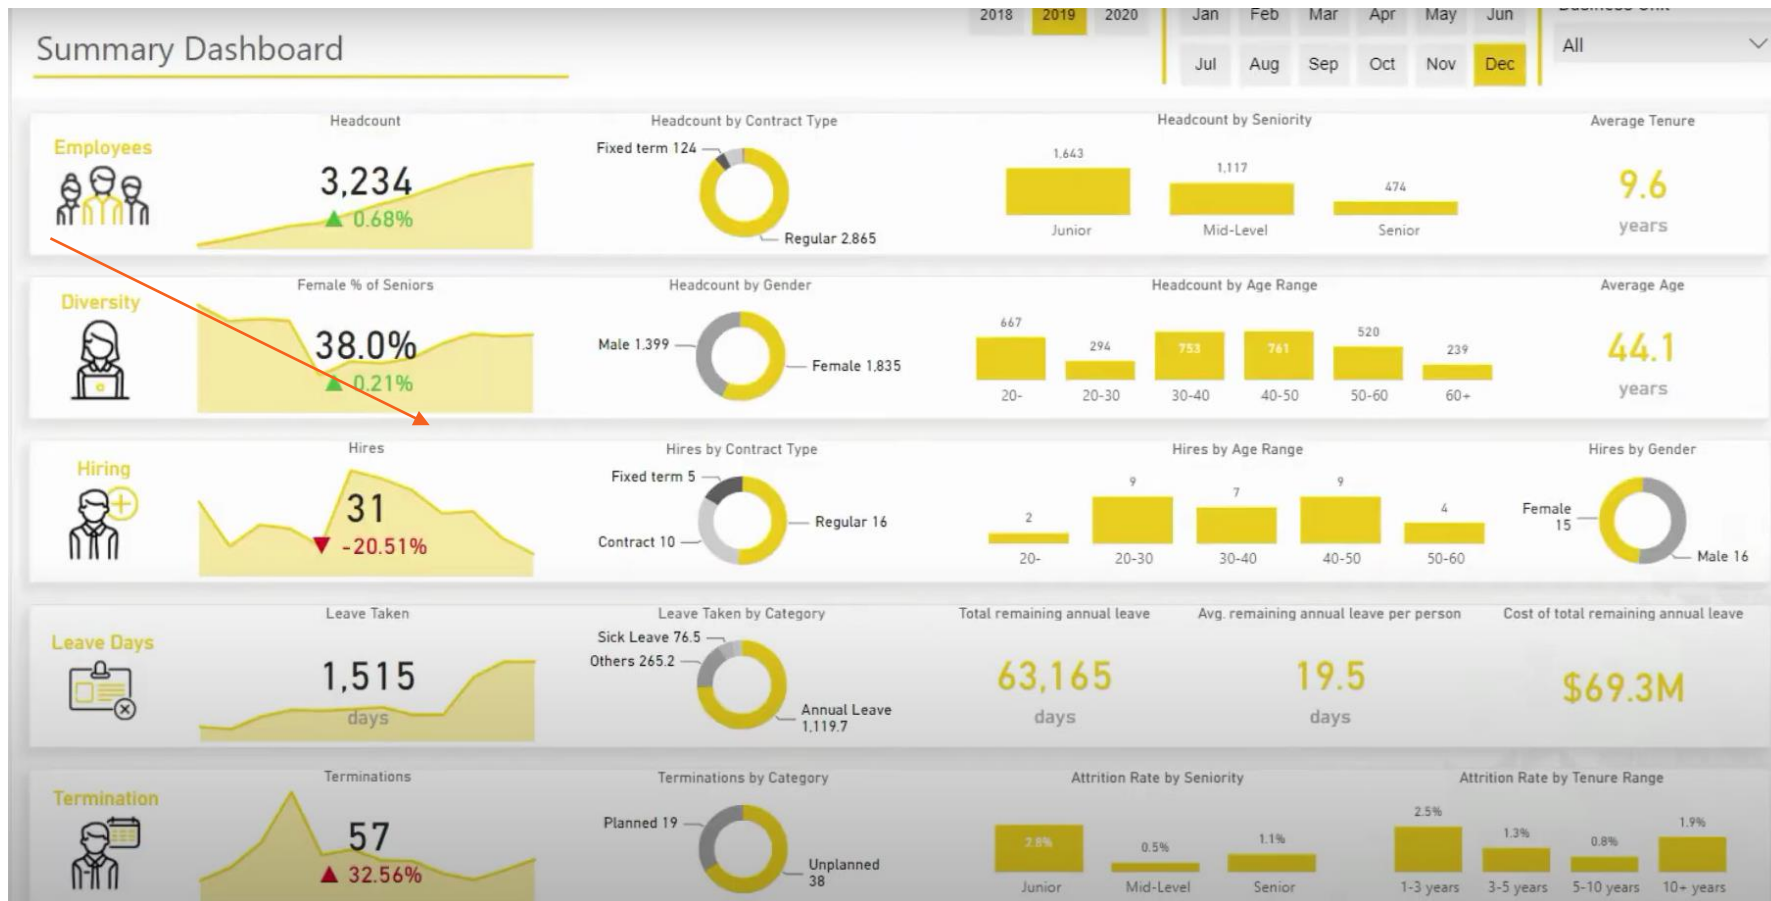 2018 2019 2020
Jan Feb Mar Apr May Jun
Business Unit
Summary Dashboard
All
Jul Aug Sep Oct Nov Dec
Employees
Headcount
3,234
0.68%
Headcount by Contract Type
Fixed term 124
Regular 2,865
Headcount by Seniority
1,643
1,117
474
Junior
Mid-Level
Senior
Average Tenure
9.6
years
Diversity
Female % of Seniors
38.0%
0.21%
Headcount by Gender
Male 1,399
Female 1,835
Headcount by Age Range
667
294
753
761
520
239
20-
20-30
30-40
40-50
50-60
60+
Average Age
44.1
years
Hiring
Hires
31
-20.51%
Hires by Contract Type
Fixed term 5
Regular 16
Contract 10
Hires by Age Range
2
9
7
9
4
20-
20-30
30-40
40-50
50-60
Hires by Gender
Female
15
Male 16
Leave Days
Leave Taken
1,515
days
Leave Taken by Category
Sick Leave 76.5
Others 265.2
Annual Leave
1,119.7
Total remaining annual leave
63,165
days
Avg. remaining annual leave per person
19.5
days
Cost of total remaining annual leave
$69.3M
Termination
Terminations
57
32.56%
Terminations by Category
Planned 19
Unplanned
38
Attrition Rate by Seniority
2.8%
0.5%
1.1%
Junior
Mid-Level
Senior
Attrition Rate by Tenure Range
2.5%
1.3%
0.8%
1.9%
1-3 years
3-5 years
5-10 years
10+ years